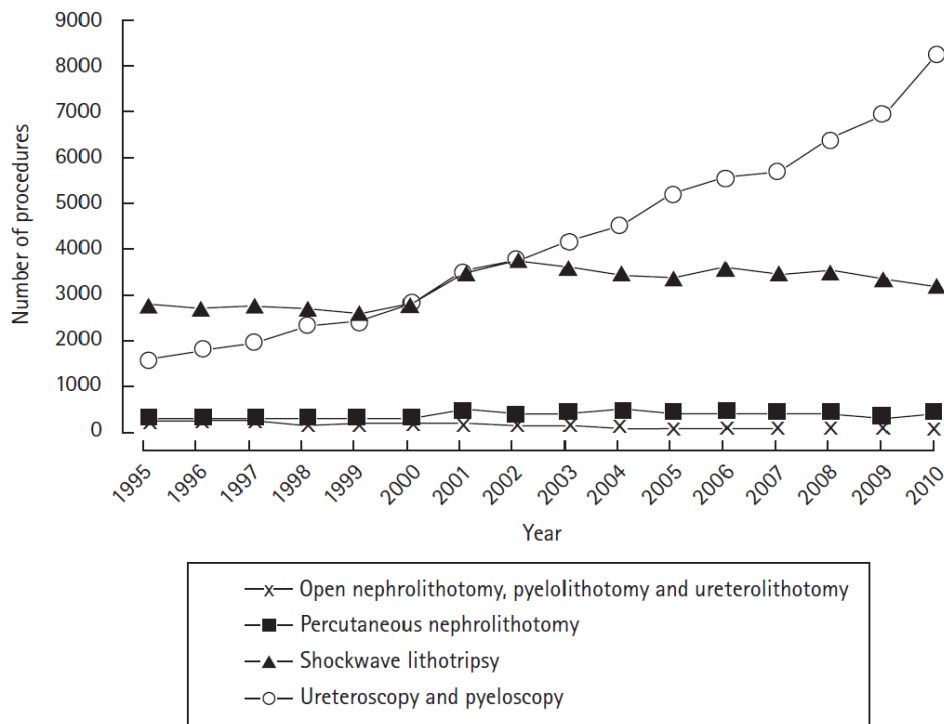 9000
8000
7000
6000
5000
4000
3000
2000
1000
0
Number of procedures
1995 1996 1997 1998 1999 2000 2001 2002 2003 2004 2005 2006 2007 2008 2009 2010
Year
Open nephrolithotomy, pyelolithotomy and ureterolithotomy
Percutaneous nephrolithotomy
Shockwave lithotripsy
Ureteroscopy and pyeloscopy